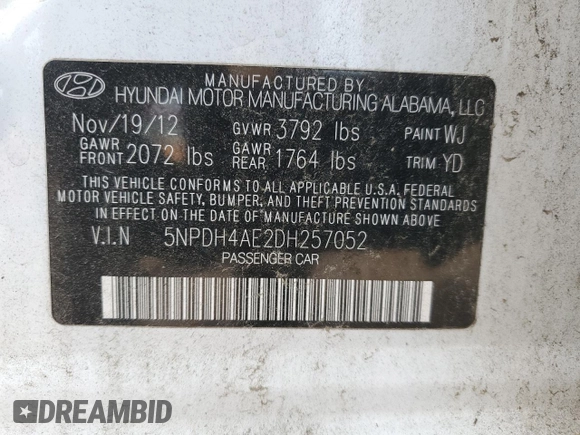 MANUFACTURED BY
HYUNDAI MOTOR MANUFACTURING ALABAMA, LLC
Nov/19/12 GVWR 3792 lbs PAINT WJ
GAWR FRONT 2072 lbs GAWR REAR 1764 lbs TRIM YD
THIS VEHICLE CONFORMS TO ALL APPLICABLE U.S.A. FEDERAL
MOTOR VEHICLE SAFETY, BUMPER, AND THEFT PREVENTION STANDARDS
IN EFFECT ON THE DATE OF MANUFACTURE SHOWN ABOVE.
V.I.N 5NPDH4AE2DH257052
PASSENGER CAR
DREAMBID